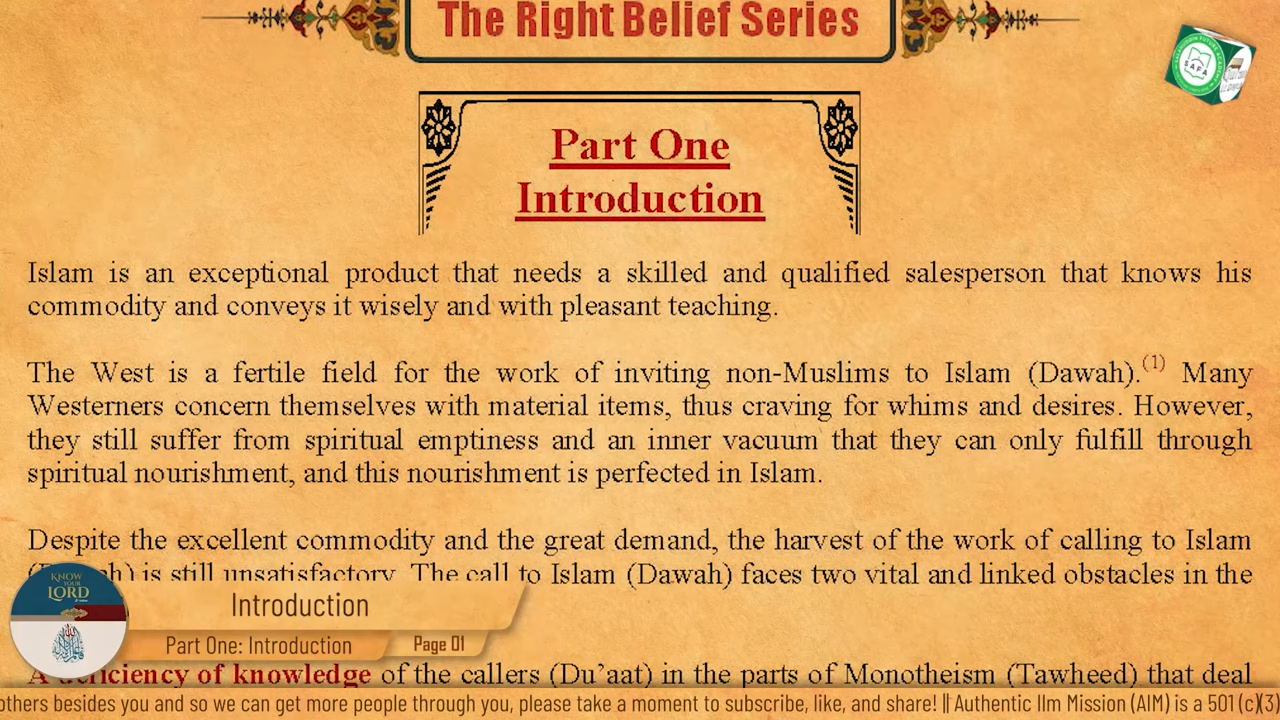 The Right Belief Series
SAFA
Part One
Introduction
Islam is an exceptional product that needs a skilled and qualified salesperson that knows his
commodity and conveys it wisely and with pleasant teaching.
The West is a fertile field for the work of inviting non-Muslims to Islam (Dawah).(1) Many
Westerners concern themselves with material items, thus craving for whims and desires. However,
they still suffer from spiritual emptiness and an inner vacuum that they can only fulfill through
spiritual nourishment, and this nourishment is perfected in Islam.
Despite the excellent commodity and the great demand, the harvest of the work of calling to Islam
is still unsatisfactory. The call to Islam (Dawah) faces two vital and linked obstacles in the
KNOW
YOUR
LORD
Introduction
Part One: Introduction
Page 01
A deficiency of knowledge of the callers (Du’aat) in the parts of Monotheism (Tawheed) that deal
others besides you and so we can get more people through you, please take a moment to subscribe, like, and share! || Authentic Ilm Mission (AIM) is a 501 (c)(3)